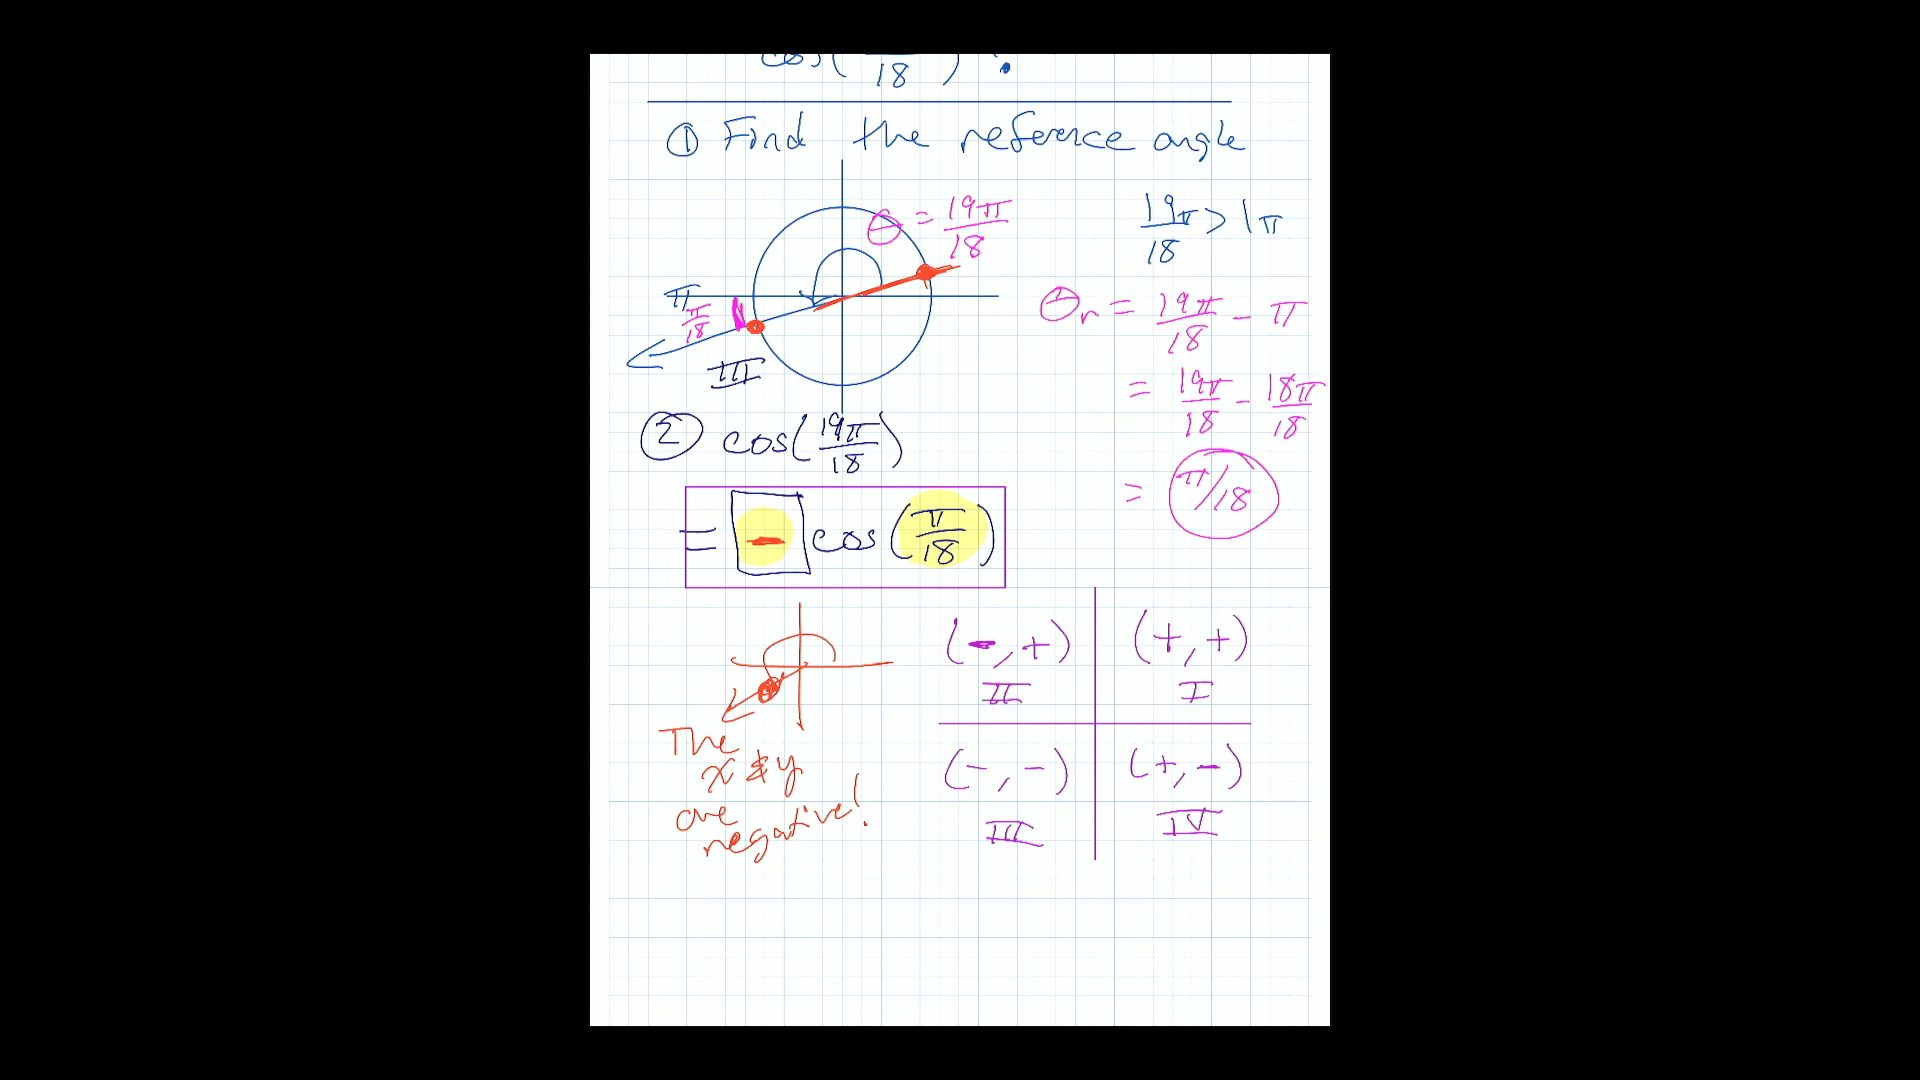 cos( /18 ) ?
① Find the reference angle
θ = 19π/18
19π/18 > 1π
π
π/18
III
θr = 19π/18 - π
= 19π/18 - 18π/18
= π/18
② cos(19π/18)
= - cos(π/18)
(-, +)
II
(+, +)
I
(-, -)
III
(+, -)
IV
The
x & y
are
negative!